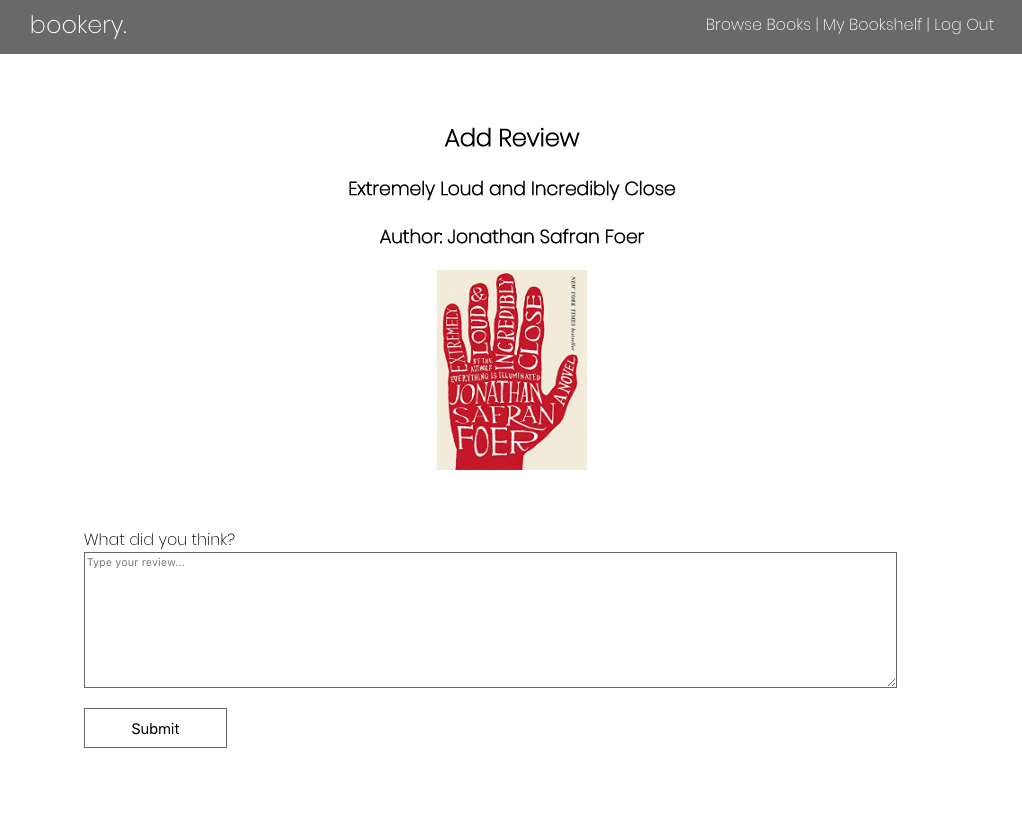 bookery.
Browse Books | My Bookshelf | Log Out
Add Review
Extremely Loud and Incredibly Close
Author: Jonathan Safran Foer
NEW YORK TIMES bestseller
EXTREMELY
LOUD &
INCREDIBLY
CLOSE
BY THE
AUTHOR OF
EVERYTHING IS ILLUMINATED
JONATHAN
SAFRAN
FOER
A NOVEL
What did you think?
Type your review...
Submit